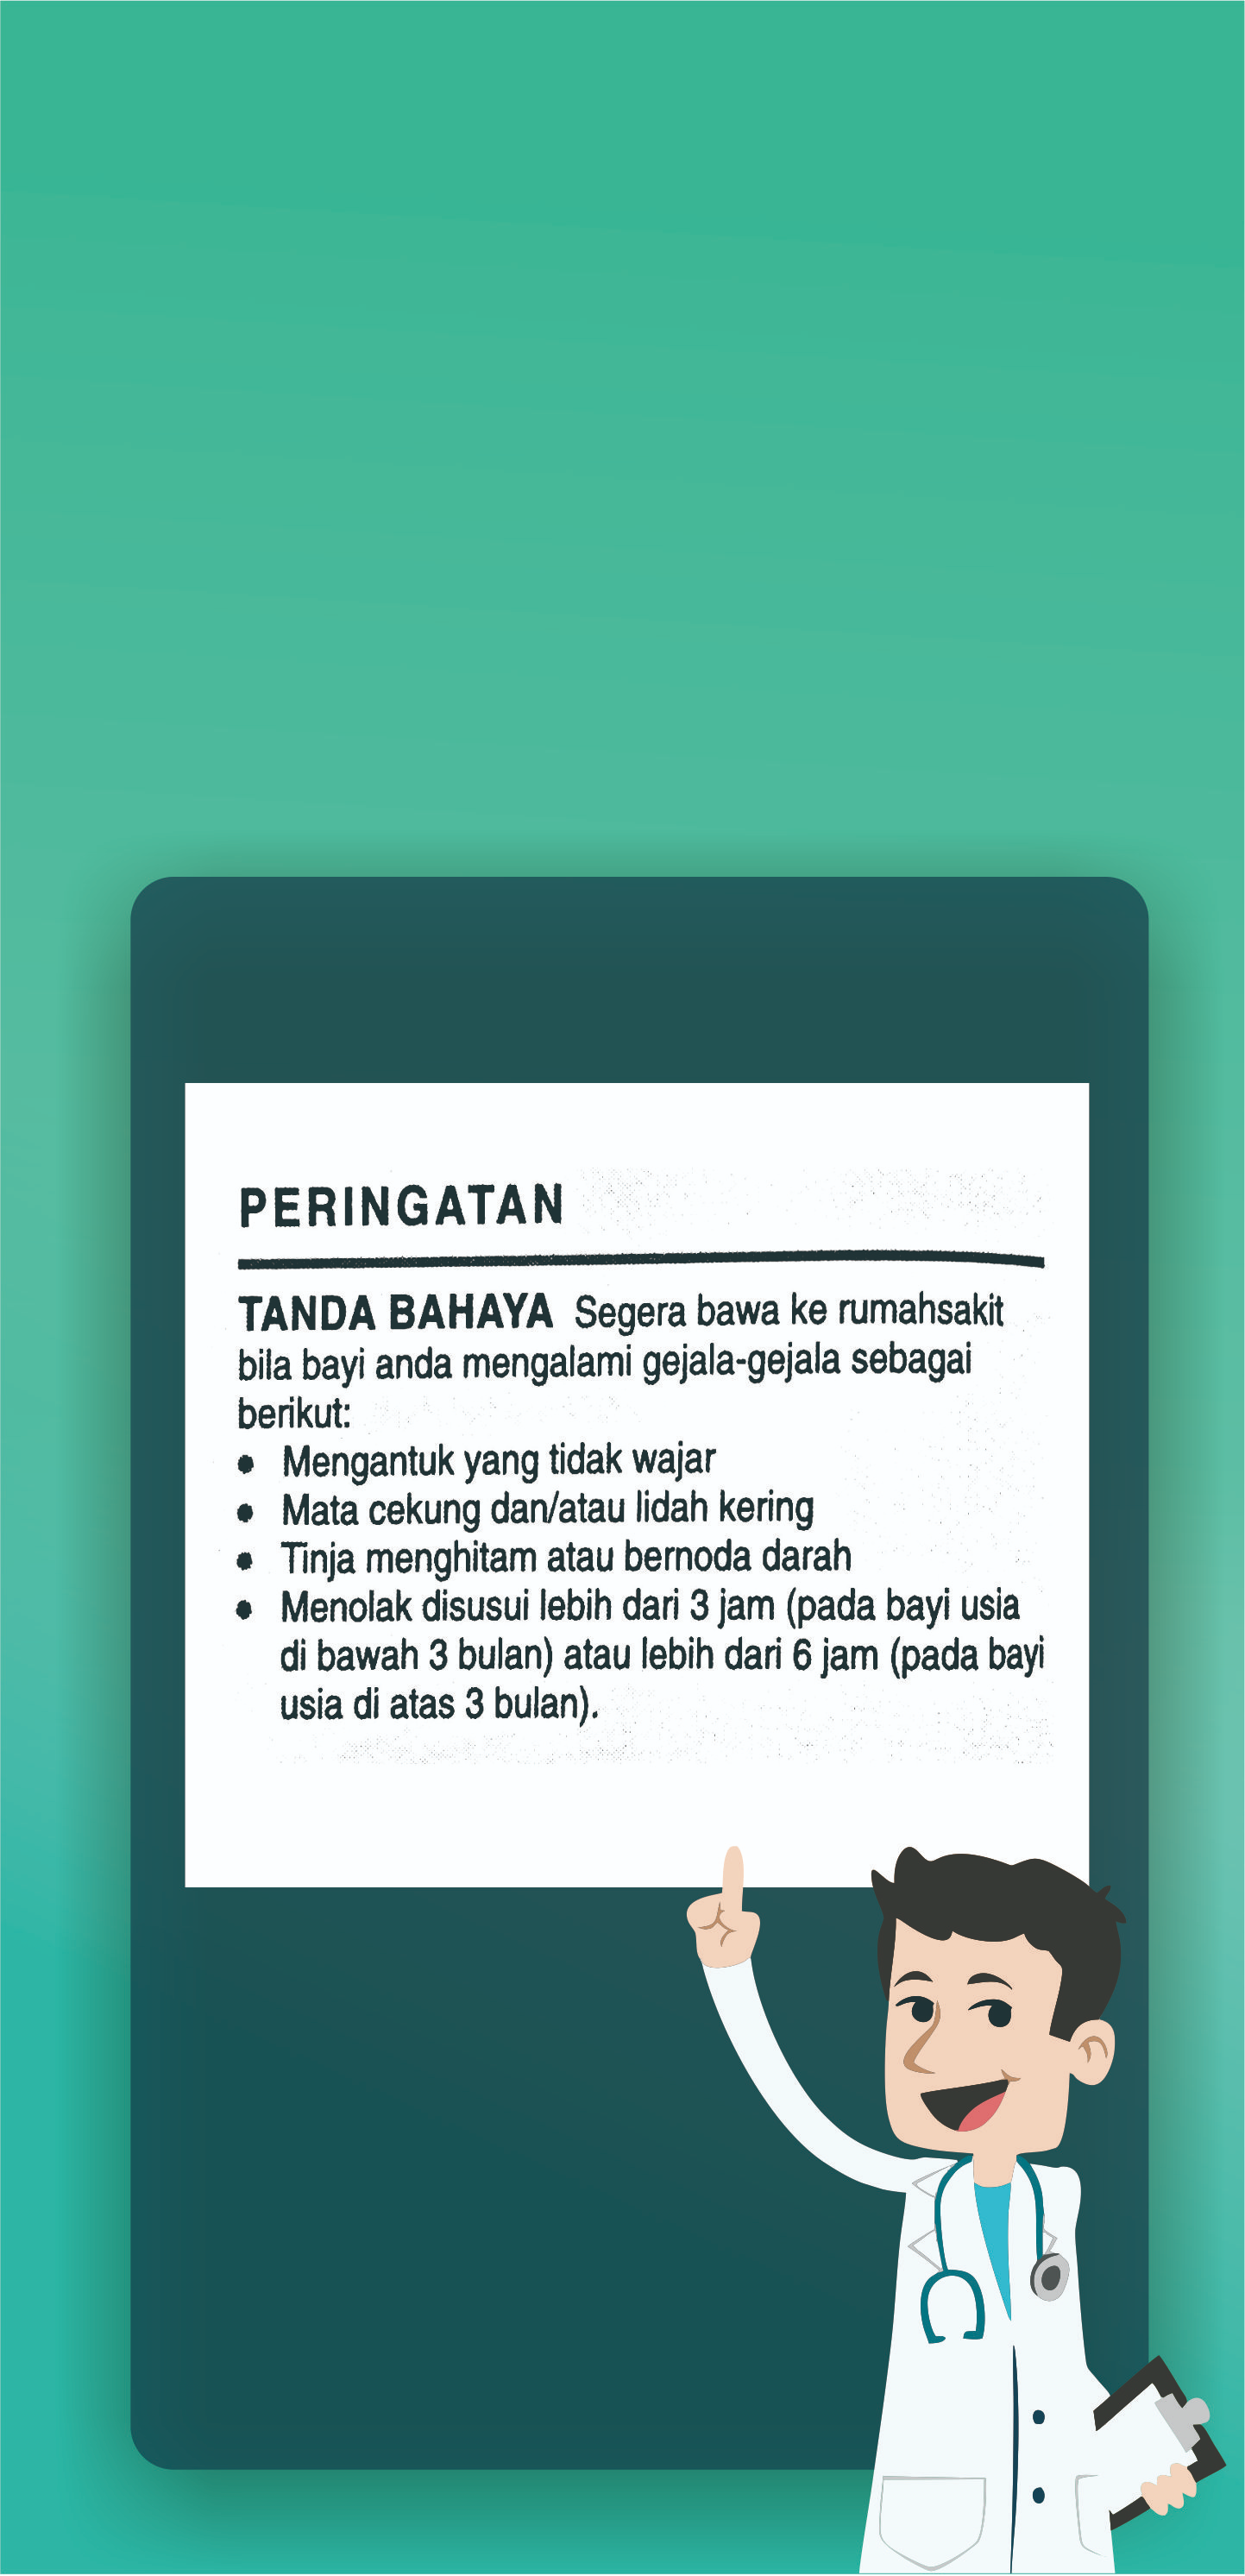 PERINGATAN
TANDA BAHAYA Segera bawa ke rumahsakit
bila bayi anda mengalami gejala-gejala sebagai
berikut:
• Mengantuk yang tidak wajar
• Mata cekung dan/atau lidah kering
• Tinja menghitam atau bernoda darah
• Menolak disusui lebih dari 3 jam (pada bayi usia
di bawah 3 bulan) atau lebih dari 6 jam (pada bayi
usia di atas 3 bulan).